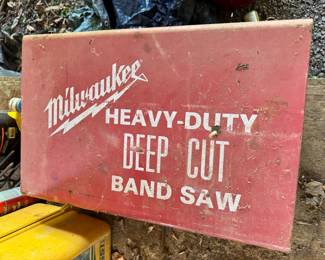 Milwaukee
HEAVY-DUTY
DEEP CUT
BAND SAW